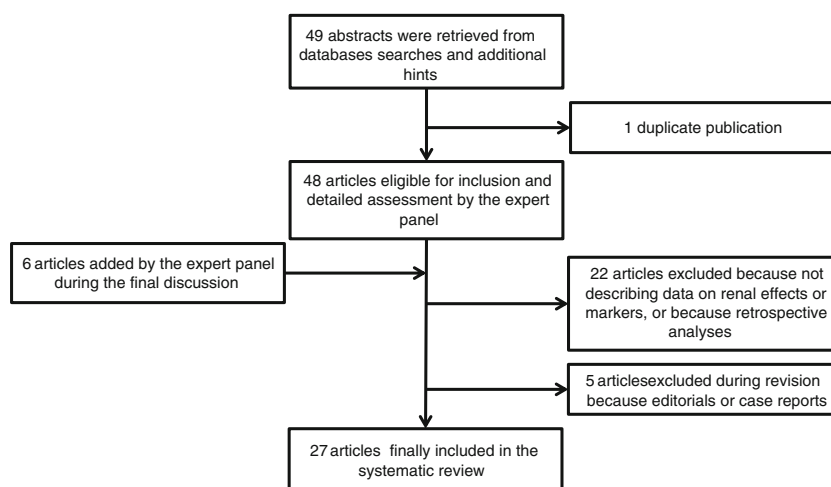 49 abstracts were retrieved from
databases searches and additional
hints
1 duplicate publication
48 articles eligible for inclusion and
detailed assessment by the expert
panel
6 articles added by the expert panel
during the final discussion
22 articles excluded because not
describing data on renal effects or
markers, or because retrospective
analyses
5 articlesexcluded during revision
because editorials or case reports
27 articles finally included in the
systematic review